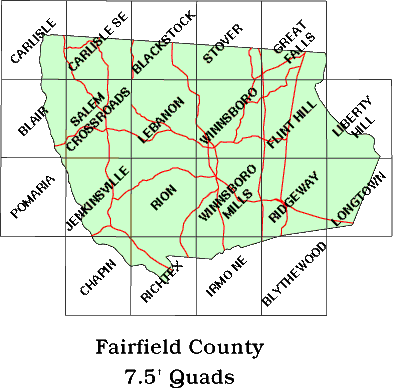 CARLISLE
CARLISLE SE
BLACKSTOCK
STOVER
GREAT
FALLS
BLAIR
SALEM
CROSSROADS
LEBANON
WINNSBORO
FLINT HILL
LIBERTY
HILL
POMARIA
JENKINSVILLE
RION
WINNSBORO
MILLS
RIDGEWAY
LONGTOWN
CHAPIN
RICHTEX
IRMO NE
BLYTHEWOOD
Fairfield County
7.5' Quads